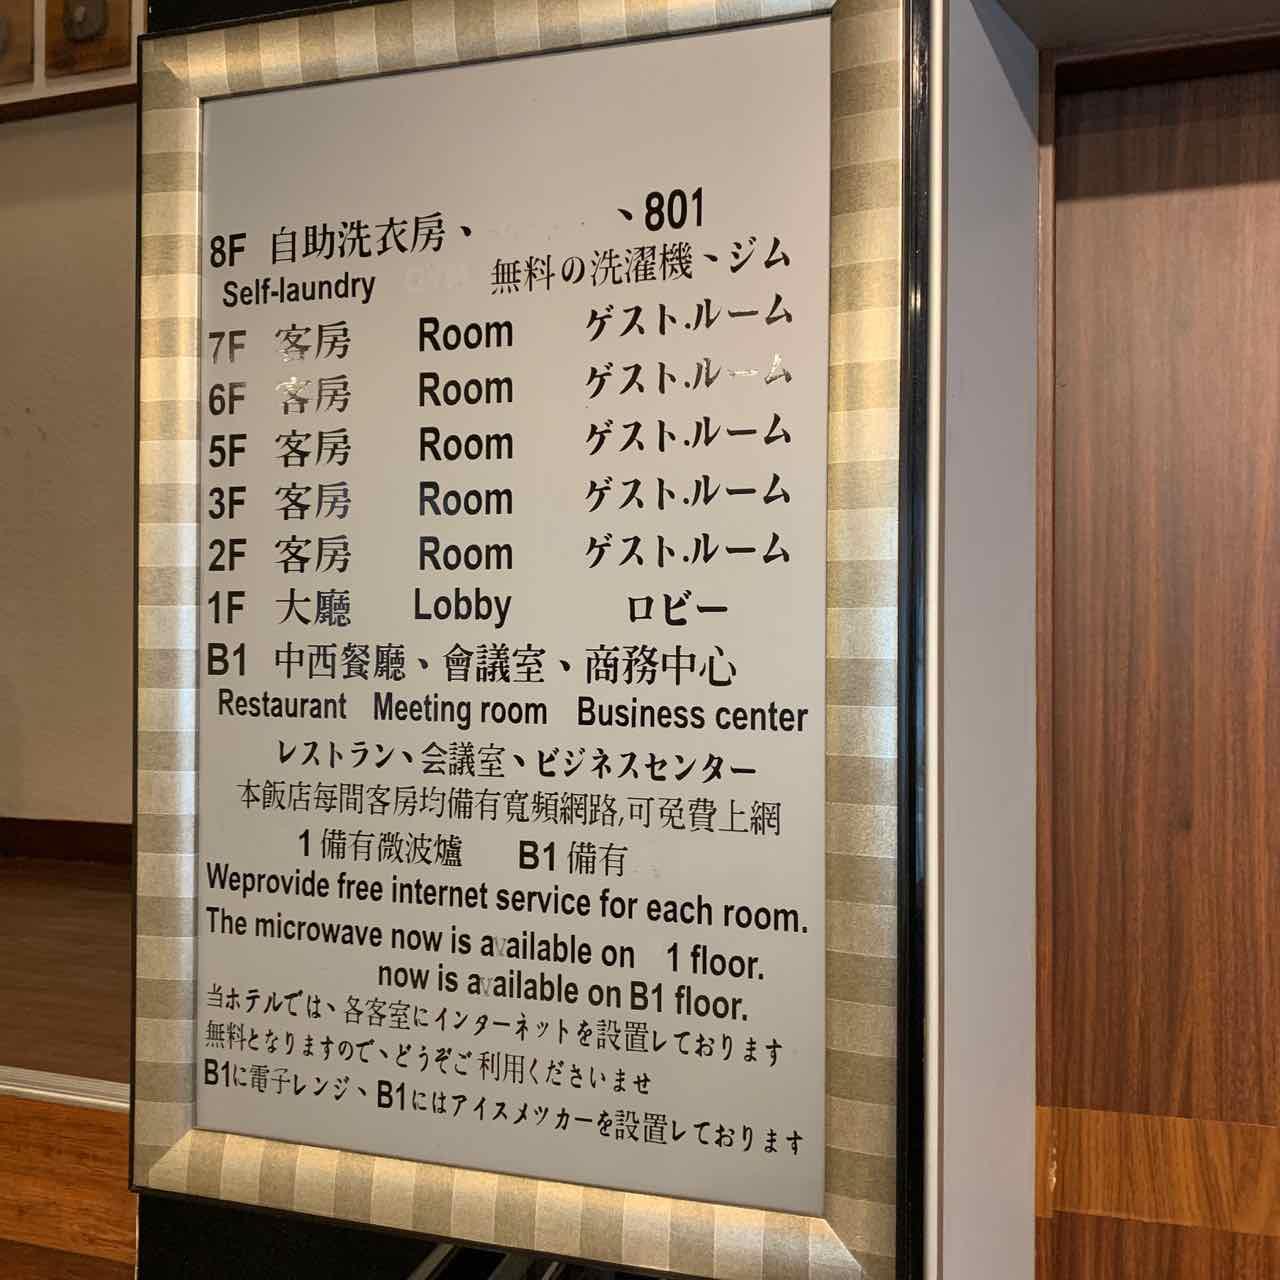 8F 自助洗衣房、 、801
Self-laundry 無料の洗濯機、ジム
7F 客房 Room ゲスト.ルーム
6F 客房 Room ゲスト.ルーム
5F 客房 Room ゲスト.ルーム
3F 客房 Room ゲスト.ルーム
2F 客房 Room ゲスト.ルーム
1F 大廳 Lobby ロビー
B1 中西餐廳、會議室、商務中心
Restaurant Meeting room Business center
レストラン、会議室、ビジネスセンター
本飯店每間客房均備有寬頻網路,可免費上網
1 備有微波爐 B1 備有
Weprovide free internet service for each room.
The microwave now is available on 1 floor.
now is available on B1 floor.
当ホテルでは、各客室にインターネットを設置しております
無料となりますので、どうぞご利用くださいませ
B1に電子レンジ、B1にはアイスメツカーを設置しております